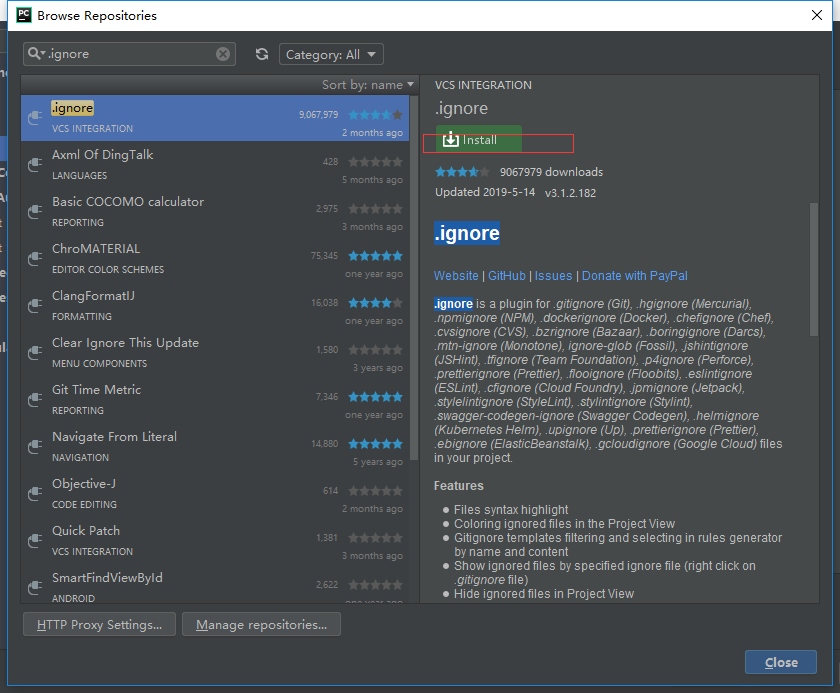 PC Browse Repositories
.ignore
Category: All
Sort by: name
.ignore
9,067,979
VCS INTEGRATION
2 months ago
Axml Of DingTalk
428
LANGUAGES
5 months ago
Basic COCOMO calculator
2,975
REPORTING
3 months ago
ChroMATERIAL
75,345
EDITOR COLOR SCHEMES
one year ago
ClangFormatIJ
16,038
FORMATTING
one year ago
Clear Ignore This Update
1,580
MENU COMPONENTS
3 years ago
Git Time Metric
7,346
REPORTING
one year ago
Navigate From Literal
14,880
NAVIGATION
5 years ago
Objective-J
614
CODE EDITING
2 months ago
Quick Patch
1,381
VCS INTEGRATION
3 months ago
SmartFindViewById
2,622
ANDROID
one year ago
VCS INTEGRATION
.ignore
Install
9067979 downloads
Updated 2019-5-14 v3.1.2.182
.ignore
Website | GitHub | Issues | Donate with PayPal
.ignore is a plugin for .gitignore (Git), .hgignore (Mercurial),
.npmignore (NPM), .dockerignore (Docker), .chefignore (Chef),
.cvsignore (CVS), .bzrignore (Bazaar), .boringignore (Darcs),
.mtn-ignore (Monotone), ignore-glob (Fossil), .jshintignore
(JSHint), .tfignore (Team Foundation), .p4ignore (Perforce),
.prettierignore (Prettier), .flooignore (Floobits), .eslintignore
(ESLint), .cfignore (Cloud Foundry), .jpmignore (Jetpack),
.stylelintignore (StyleLint), .stylintignore (Stylint),
.swagger-codegen-ignore (Swagger Codegen), .helmignore
(Kubernetes Helm), .upignore (Up), .prettierignore (Prettier),
.ebignore (ElasticBeanstalk), .gcloudignore (Google Cloud) files
in your project.
Features
Files syntax highlight
Coloring ignored files in the Project View
Gitignore templates filtering and selecting in rules generator
by name and content
Show ignored files by specified ignore file (right click on
.gitignore file)
Hide ignored files in Project View
HTTP Proxy Settings...
Manage repositories...
Close